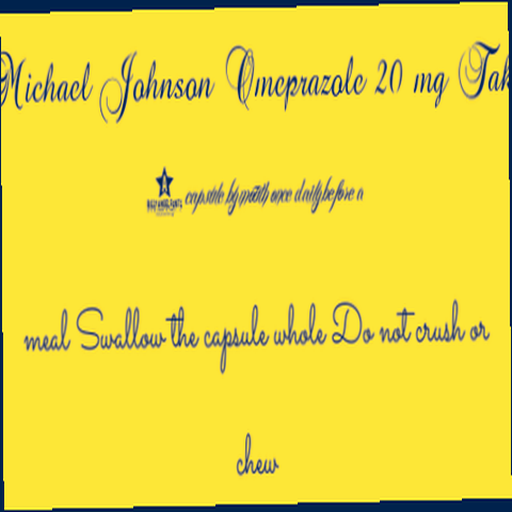 Michael Johnson Omeprazole 20 mg Tak
capsule by mouth once daily before a
meal Swallow the capsule whole Do not crush or
chew